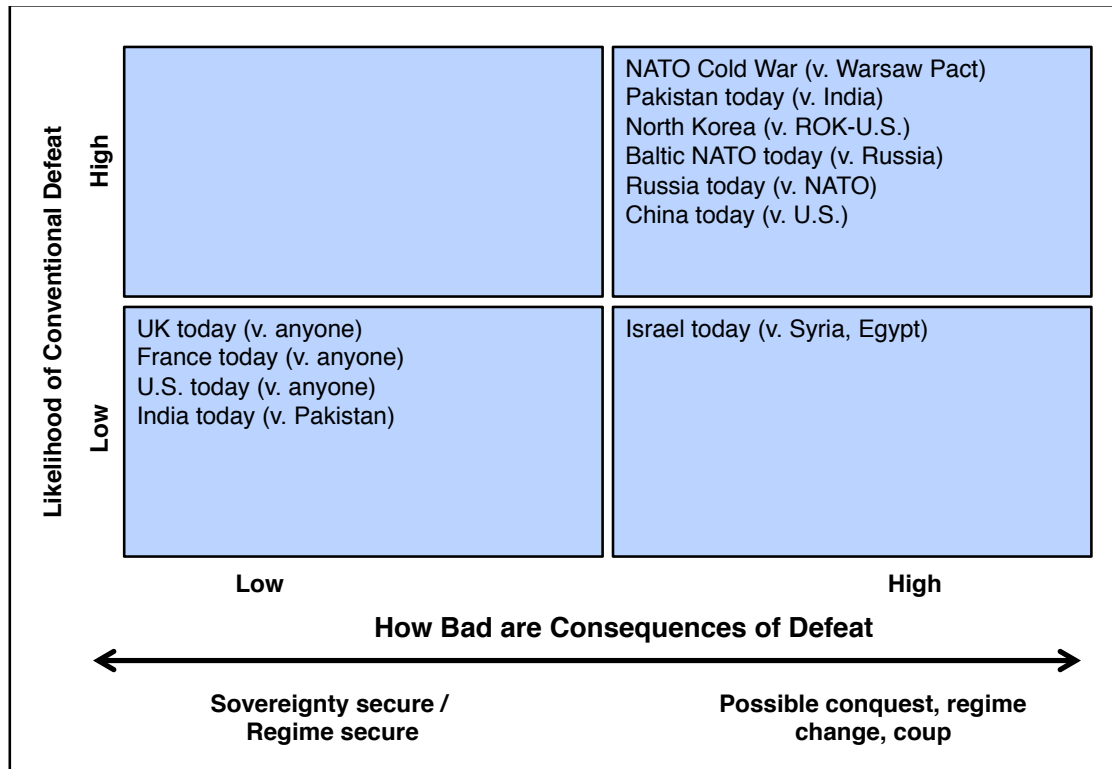 Likelihood of Conventional Defeat
High
NATO Cold War (v. Warsaw Pact)
Pakistan today (v. India)
North Korea (v. ROK-U.S.)
Baltic NATO today (v. Russia)
Russia today (v. NATO)
China today (v. U.S.)
Low
UK today (v. anyone)
France today (v. anyone)
U.S. today (v. anyone)
India today (v. Pakistan)
Israel today (v. Syria, Egypt)
Low
High
How Bad are Consequences of Defeat
Sovereignty secure /
Regime secure
Possible conquest, regime
change, coup